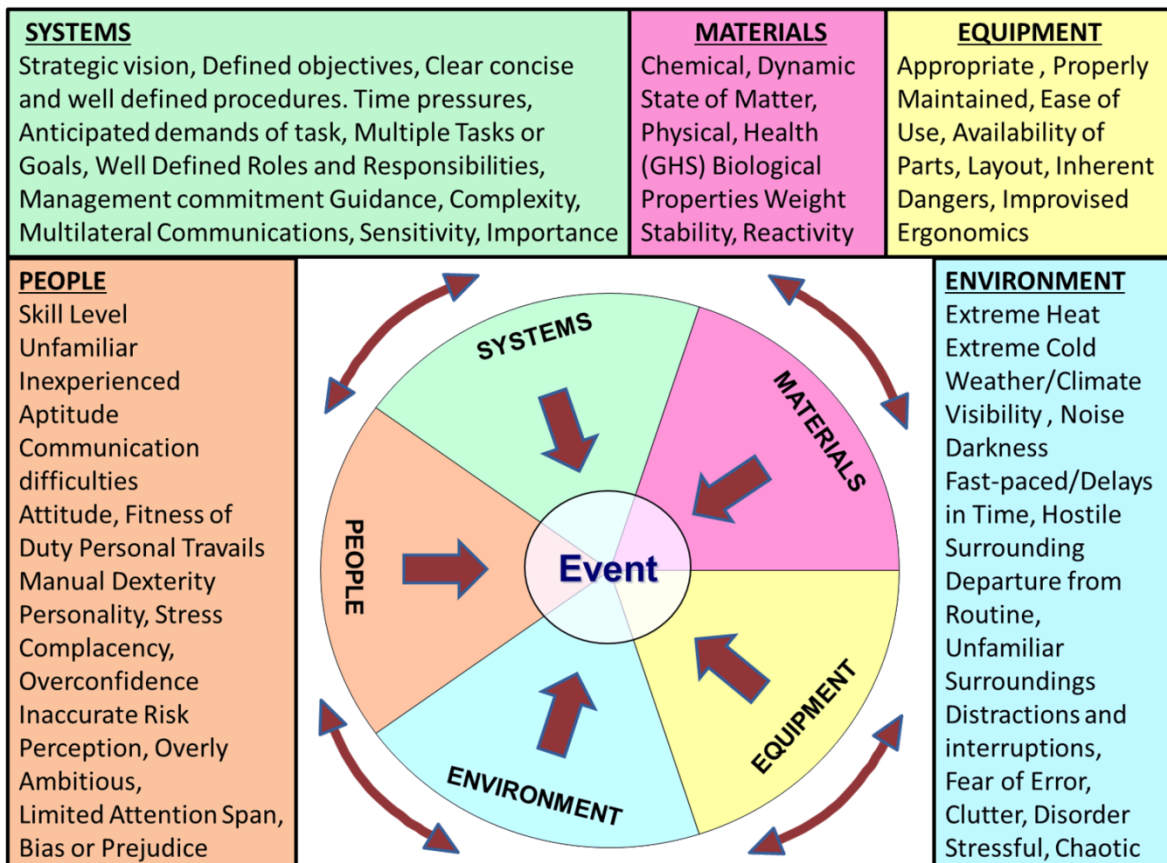 SYSTEMS
Strategic vision, Defined objectives, Clear concise
and well defined procedures. Time pressures,
Anticipated demands of task, Multiple Tasks or
Goals, Well Defined Roles and Responsibilities,
Management commitment Guidance, Complexity,
Multilateral Communications, Sensitivity, Importance
MATERIALS
Chemical, Dynamic
State of Matter,
Physical, Health
(GHS) Biological
Properties Weight
Stability, Reactivity
EQUIPMENT
Appropriate , Properly
Maintained, Ease of
Use, Availability of
Parts, Layout, Inherent
Dangers, Improvised
Ergonomics
PEOPLE
Skill Level
Unfamiliar
Inexperienced
Aptitude
Communication
difficulties
Attitude, Fitness of
Duty Personal Travails
Manual Dexterity
Personality, Stress
Complacency,
Overconfidence
Inaccurate Risk
Perception, Overly
Ambitious,
Limited Attention Span,
Bias or Prejudice
SYSTEMS
MATERIALS
PEOPLE
Event
EQUIPMENT
ENVIRONMENT
ENVIRONMENT
Extreme Heat
Extreme Cold
Weather/Climate
Visibility , Noise
Darkness
Fast-paced/Delays
in Time, Hostile
Surrounding
Departure from
Routine,
Unfamiliar
Surroundings
Distractions and
interruptions,
Fear of Error,
Clutter, Disorder
Stressful, Chaotic